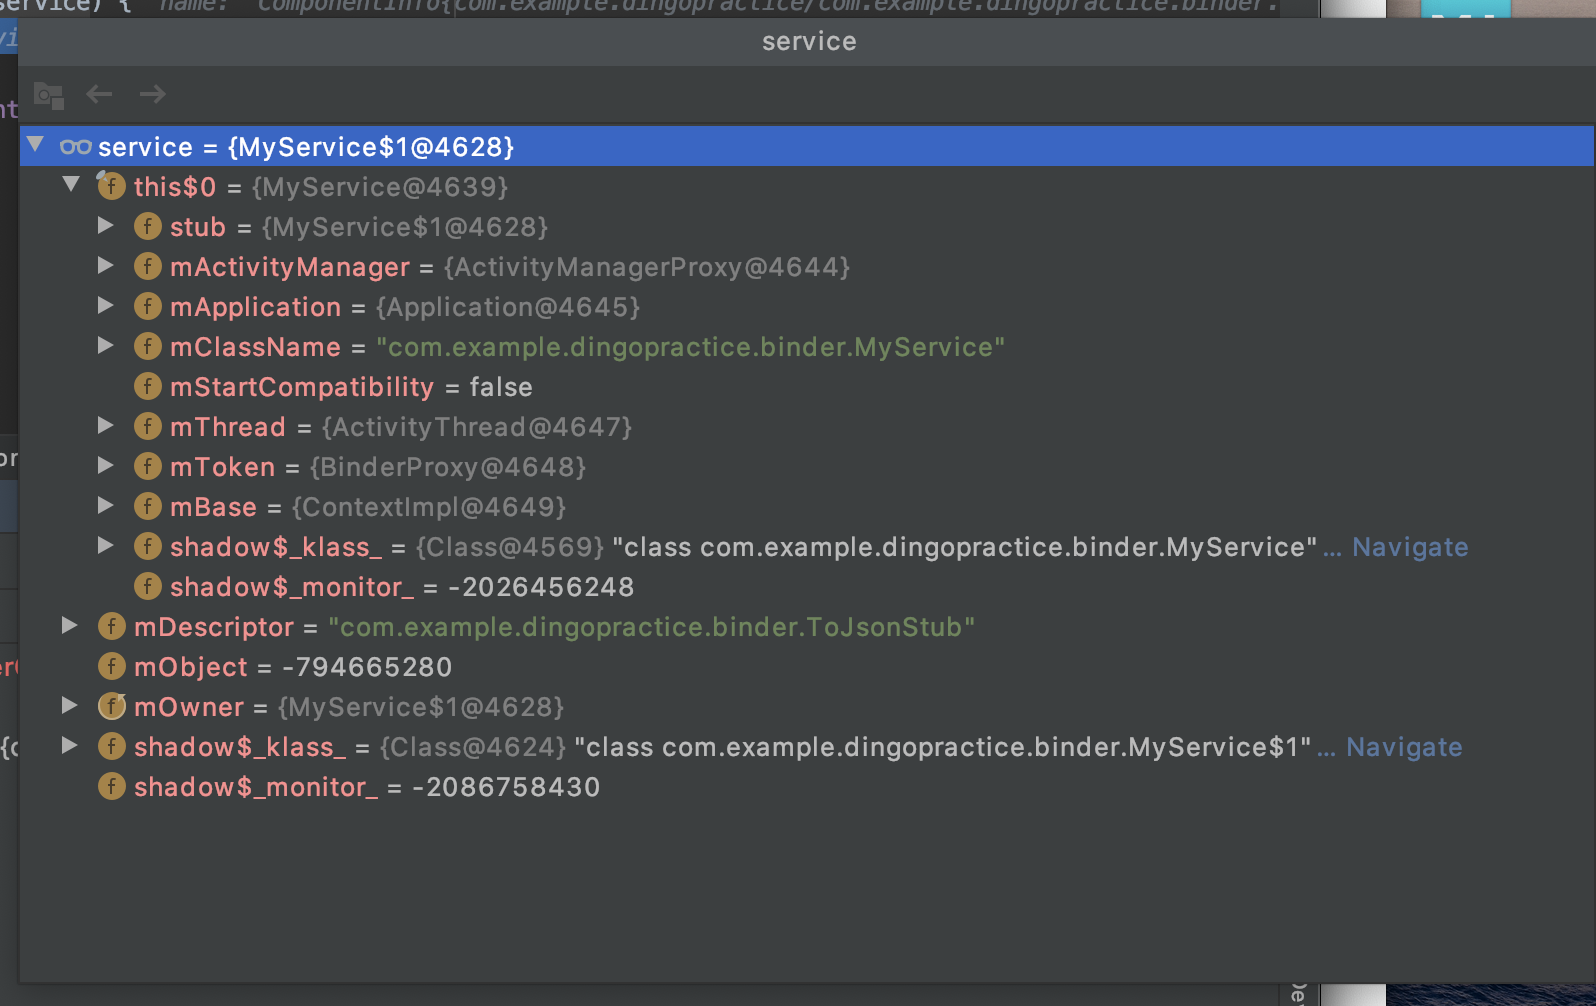 service) { name: "ComponentInfo{com.example.dingopractice/com.example.dingopractice.binder.
service
service = {MyService$1@4628}
this$0 = {MyService@4639}
stub = {MyService$1@4628}
mActivityManager = {ActivityManagerProxy@4644}
mApplication = {Application@4645}
mClassName = "com.example.dingopractice.binder.MyService"
mStartCompatibility = false
mThread = {ActivityThread@4647}
mToken = {BinderProxy@4648}
mBase = {ContextImpl@4649}
shadow$_klass_ = {Class@4569} "class com.example.dingopractice.binder.MyService" ... Navigate
shadow$_monitor_ = -2026456248
mDescriptor = "com.example.dingopractice.binder.ToJsonStub"
mObject = -794665280
mOwner = {MyService$1@4628}
shadow$_klass_ = {Class@4624} "class com.example.dingopractice.binder.MyService$1" ... Navigate
shadow$_monitor_ = -2086758430